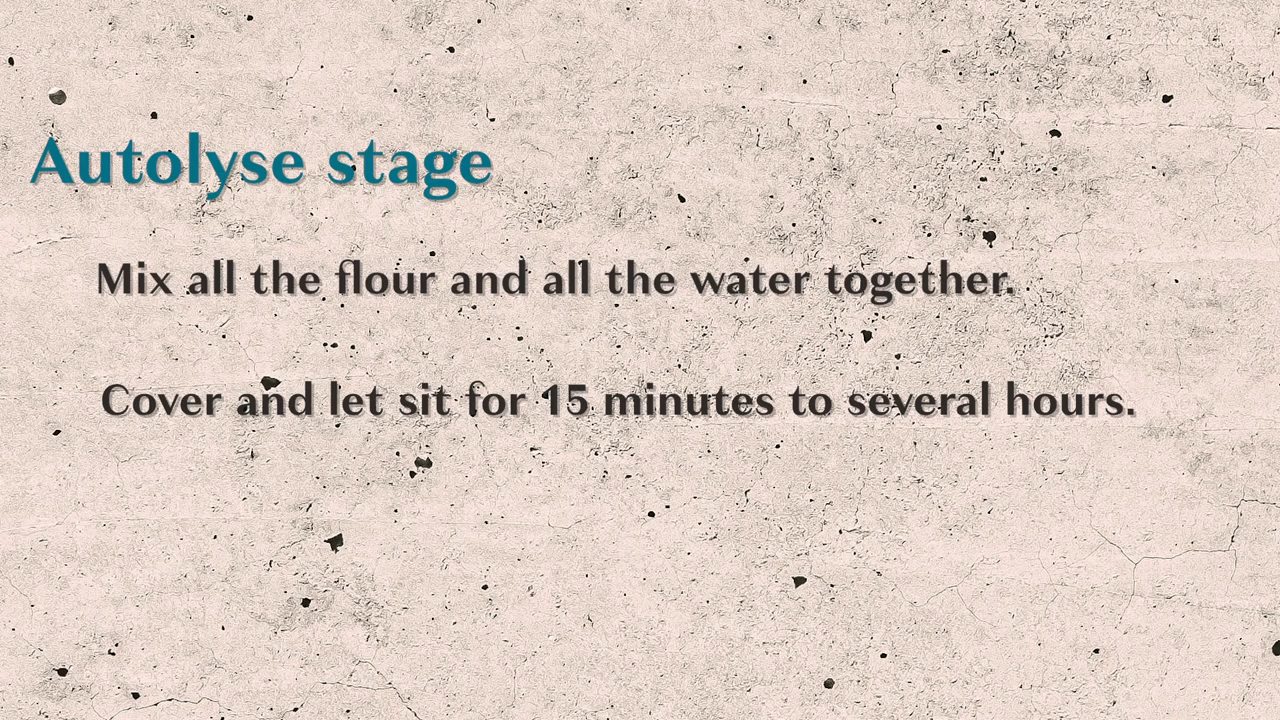 Autolyse stage
Mix all the flour and all the water together.
Cover and let sit for 15 minutes to several hours.